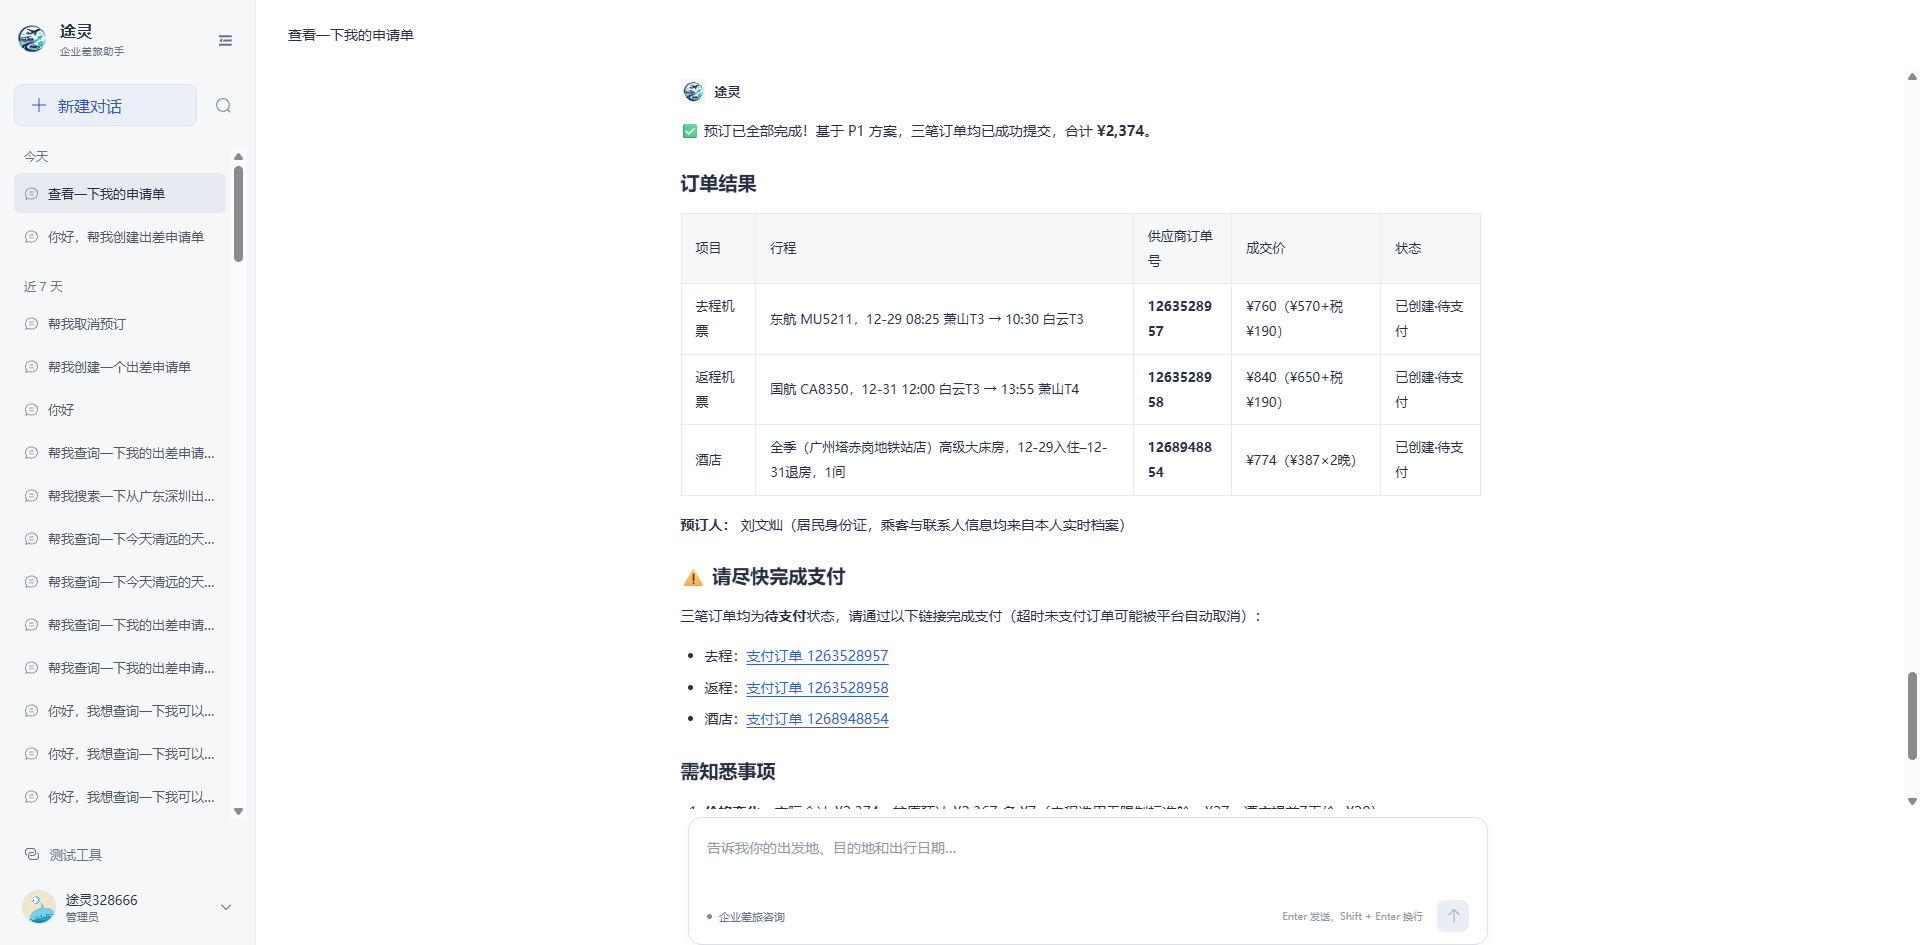 途灵
企业差旅助手
新建对话
今天
查看一下我的申请单
你好，帮我创建出差申请单
近 7 天
帮我取消预订
帮我创建一个出差申请单
你好
帮我查询一下我的出差申请...
帮我搜索一下从广东深圳出...
帮我查询一下今天清远的天...
帮我查询一下今天清远的天...
帮我查询一下我的出差申请...
帮我查询一下我的出差申请...
你好，我想查询一下我可以...
你好，我想查询一下我可以...
你好，我想查询一下我可以...
测试工具
途灵328666
管理员
查看一下我的申请单
途灵
✅ 预订已全部完成！基于 P1 方案，三笔订单均已成功提交，合计 ¥2,374。
订单结果
项目 行程 供应商订单号 成交价 状态
去程机票 东航 MU5211，12-29 08:25 萧山T3 → 10:30 白云T3 1263528957 ¥760（¥570+税¥190） 已创建·待支付
返程机票 国航 CA8350，12-31 12:00 白云T3 → 13:55 萧山T4 1263528958 ¥840（¥650+税¥190） 已创建·待支付
酒店 全季（广州塔赤岗地铁站店）高级大床房，12-29入住–12-31退房，1间 1268948854 ¥774（¥387×2晚） 已创建·待支付
预订人： 刘文灿（居民身份证，乘客与联系人信息均来自本人实时档案）
⚠️ 请尽快完成支付
三笔订单均为待支付状态，请通过以下链接完成支付（超时未支付订单可能被平台自动取消）：
• 去程：支付订单 1263528957
• 返程：支付订单 1263528958
• 酒店：支付订单 1268948854
需知悉事项
告诉我你的出发地、目的地和出行日期...
• 企业差旅咨询
Enter 发送，Shift + Enter 换行